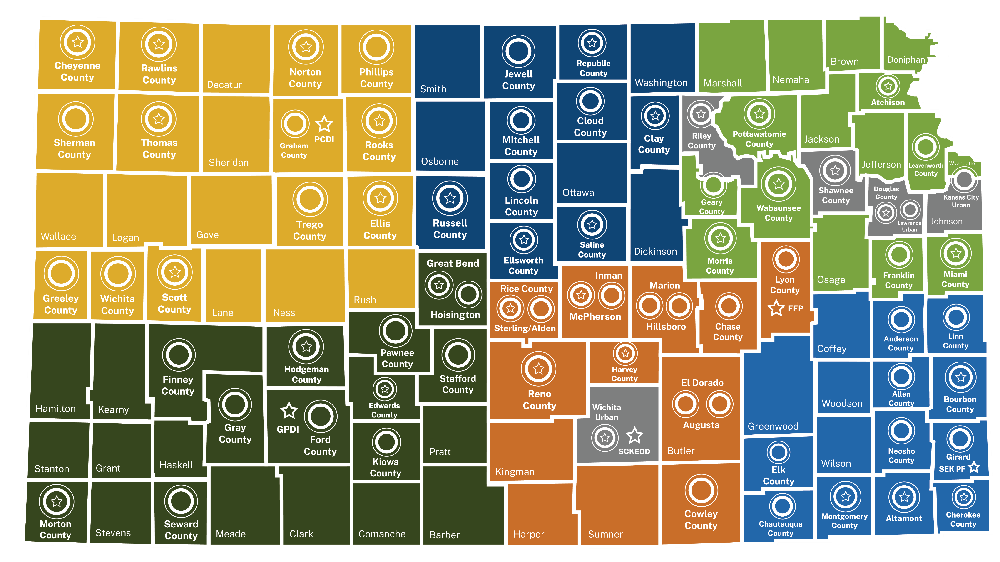 Cheyenne
County
Rawlins
County
Decatur
Norton
County
Phillips
County
Smith
Jewell
County
Republic
County
Washington
Marshall
Nemaha
Brown
Doniphan
Atchison
Sherman
County
Thomas
County
Sheridan
Graham
County
PCDI
Rooks
County
Osborne
Mitchell
County
Cloud
County
Clay
County
Riley
County
Pottawatomie
County
Jackson
Jefferson
Leavenworth
County
Wyandotte
Wallace
Logan
Gove
Trego
County
Ellis
County
Russell
County
Lincoln
County
Ottawa
Geary
County
Wabaunsee
County
Shawnee
County
Douglas
County
Lawrence
Urban
Kansas City
Urban
Johnson
Ellsworth
County
Saline
County
Dickinson
Morris
County
Lyon
County
FFP
Osage
Franklin
County
Miami
County
Greeley
County
Wichita
County
Scott
County
Lane
Ness
Rush
Great Bend
Hoisington
Rice County
Sterling/Alden
Inman
McPherson
Marion
Hillsboro
Chase
County
Coffey
Anderson
County
Linn
County
Hamilton
Kearny
Finney
County
Hodgeman
County
Pawnee
County
Stafford
County
Reno
County
Harvey
County
El Dorado
Augusta
Butler
Greenwood
Woodson
Allen
County
Bourbon
County
Gray
County
GPDI
Ford
County
Edwards
County
Wichita
Urban
SCKEDD
Stanton
Grant
Haskell
Kiowa
County
Pratt
Kingman
Elk
County
Wilson
Neosho
County
Girard
SEK PF
Morton
County
Stevens
Seward
County
Meade
Clark
Comanche
Barber
Harper
Sumner
Cowley
County
Chautauqua
County
Montgomery
County
Altamont
Cherokee
County